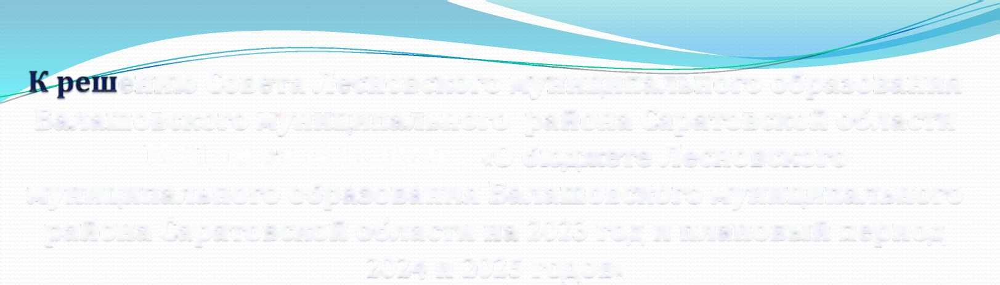 К решению Совета Лесновского муниципального образования
Балашовского муниципального района Саратовской области
«О бюджете Лесновского
муниципального образования Балашовского муниципального
района Саратовской области на 2023 год и плановый период
2024 и 2025 годов.